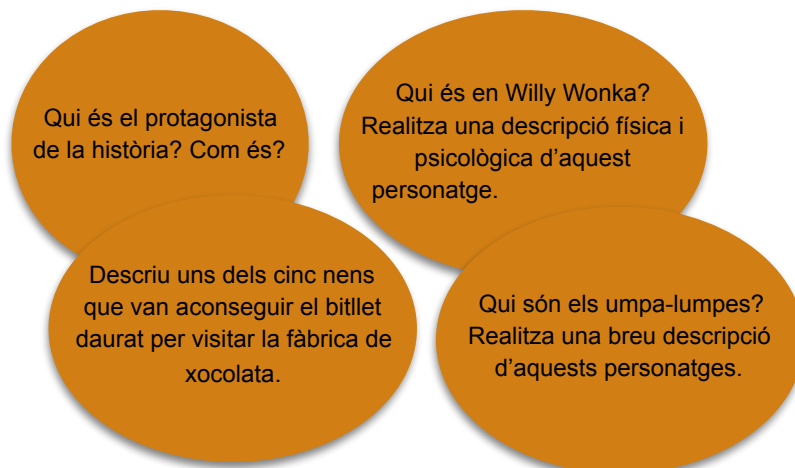 Qui és el protagonista
de la història? Com és?
Qui és en Willy Wonka?
Realitza una descripció física i
psicològica d’aquest
personatge.
Descriu uns dels cinc nens
que van aconseguir el bitllet
daurat per visitar la fàbrica de
xocolata.
Qui són els umpa-lumpes?
Realitza una breu descripció
d’aquests personatges.